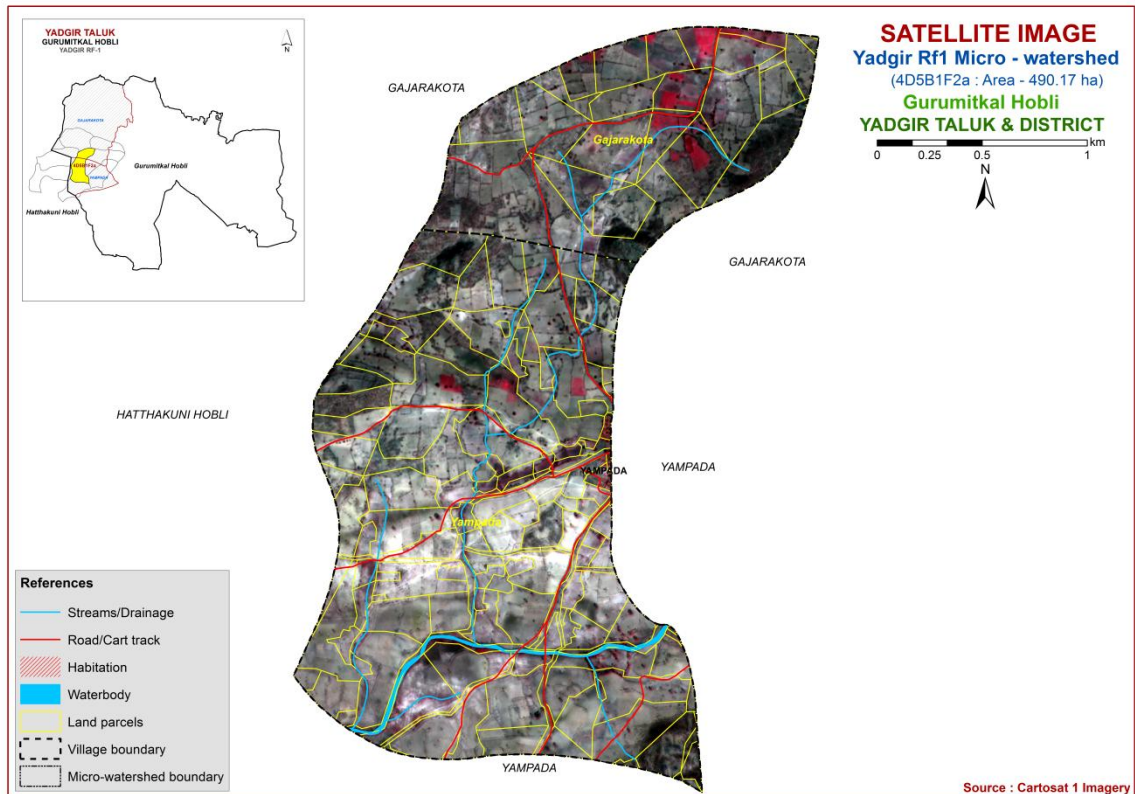 YADGIR TALUK
GURUMITKAL HOBLI
YADGIR RF-1
N
GAJARAKOTA
4D5B1F2a
YAMPADA
Gurumitkal Hobli
Hatthakuni Hobli
SATELLITE IMAGE
Yadgir Rf1 Micro - watershed
(4D5B1F2a : Area - 490.17 ha)
Gurumitkal Hobli
YADGIR TALUK & DISTRICT
km
0 0.25 0.5 1
N
GAJARAKOTA
Gajarakota
GAJARAKOTA
HATTHAKUNI HOBLI
YAMPADA
YAMPADA
Yampada
YAMPADA
References
Streams/Drainage
Road/Cart track
Habitation
Waterbody
Land parcels
Village boundary
Micro-watershed boundary
Source : Cartosat 1 Imagery